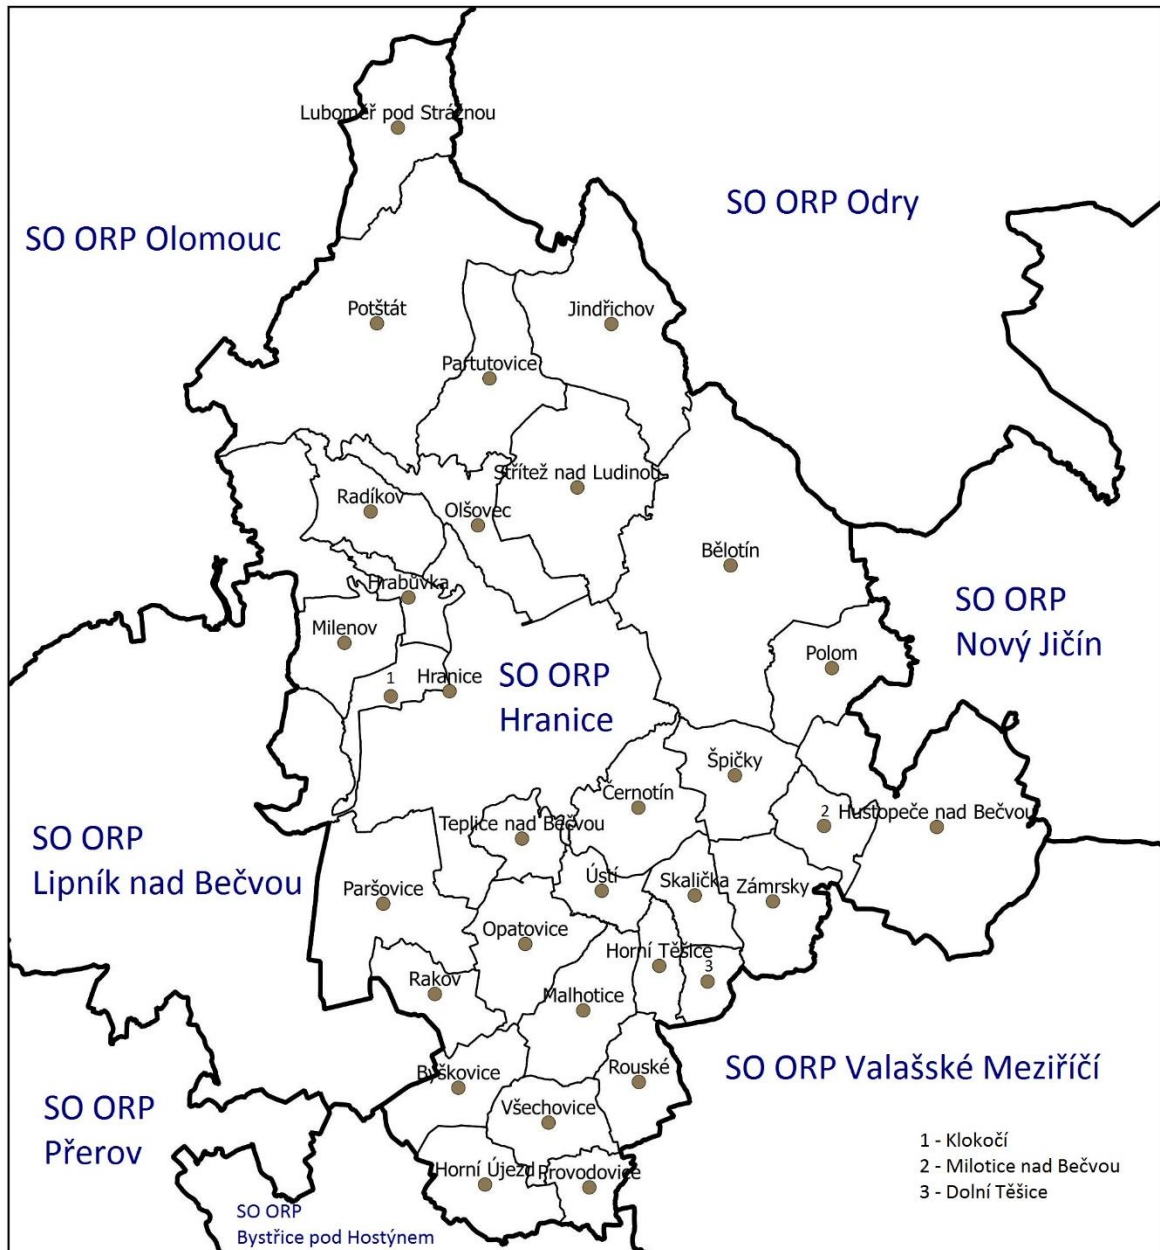 Luboměř pod Strážnou
SO ORP Odry
SO ORP Olomouc
Potštát
Jindřichov
Partutovice
Střítež nad Ludinou
Radíkov
Olšovec
Bělotín
Hrabůvka
SO ORP
Nový Jičín
Milenov
Polom
1
Hranice
SO ORP
Hranice
Špičky
Černotín
2
Hustopeče nad Bečvou
Teplice nad Bečvou
SO ORP
Lipník nad Bečvou
Paršovice
Ústí
Skalička
Zámrsky
Opatovice
Horní Těšice
3
Rakov
Malhotice
Rouské
SO ORP Valašské Meziříčí
Byškovice
Všechovice
SO ORP
Přerov
Horní Újezd
Provodovice
1 - Klokočí
2 - Milotice nad Bečvou
3 - Dolní Těšice
SO ORP
Bystřice pod Hostýnem